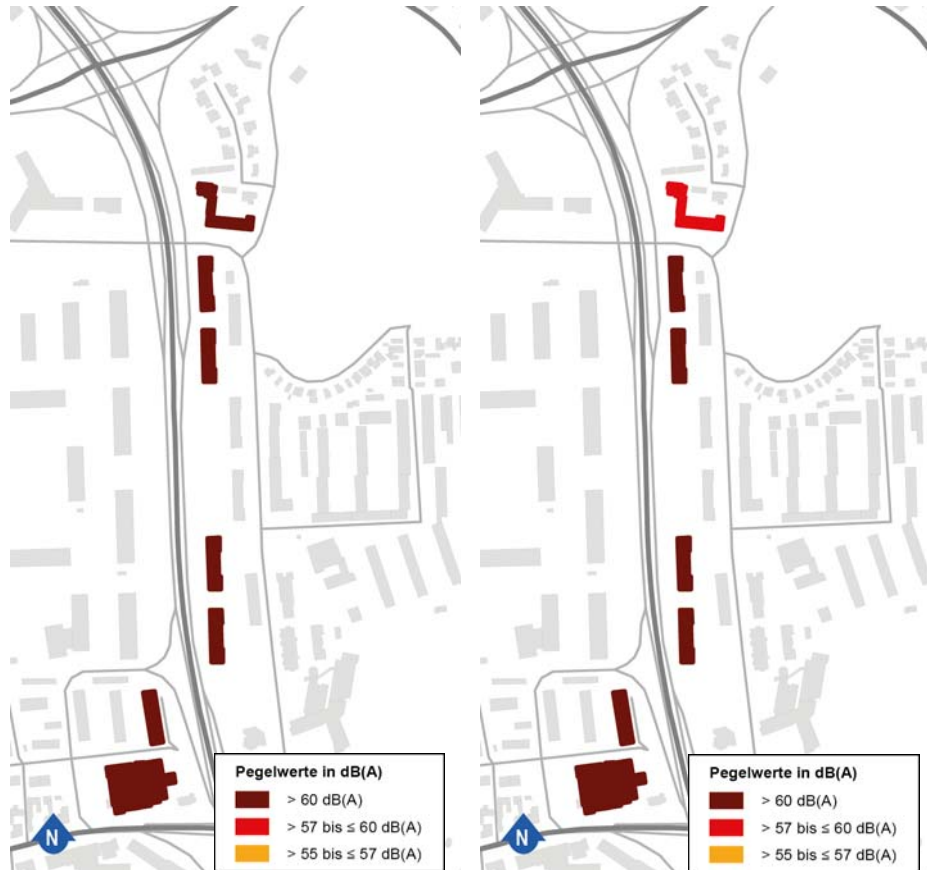 Pegelwerte in dB(A)
> 60 dB(A)
> 57 bis ≤ 60 dB(A)
> 55 bis ≤ 57 dB(A)
N
Pegelwerte in dB(A)
> 60 dB(A)
> 57 bis ≤ 60 dB(A)
> 55 bis ≤ 57 dB(A)
N